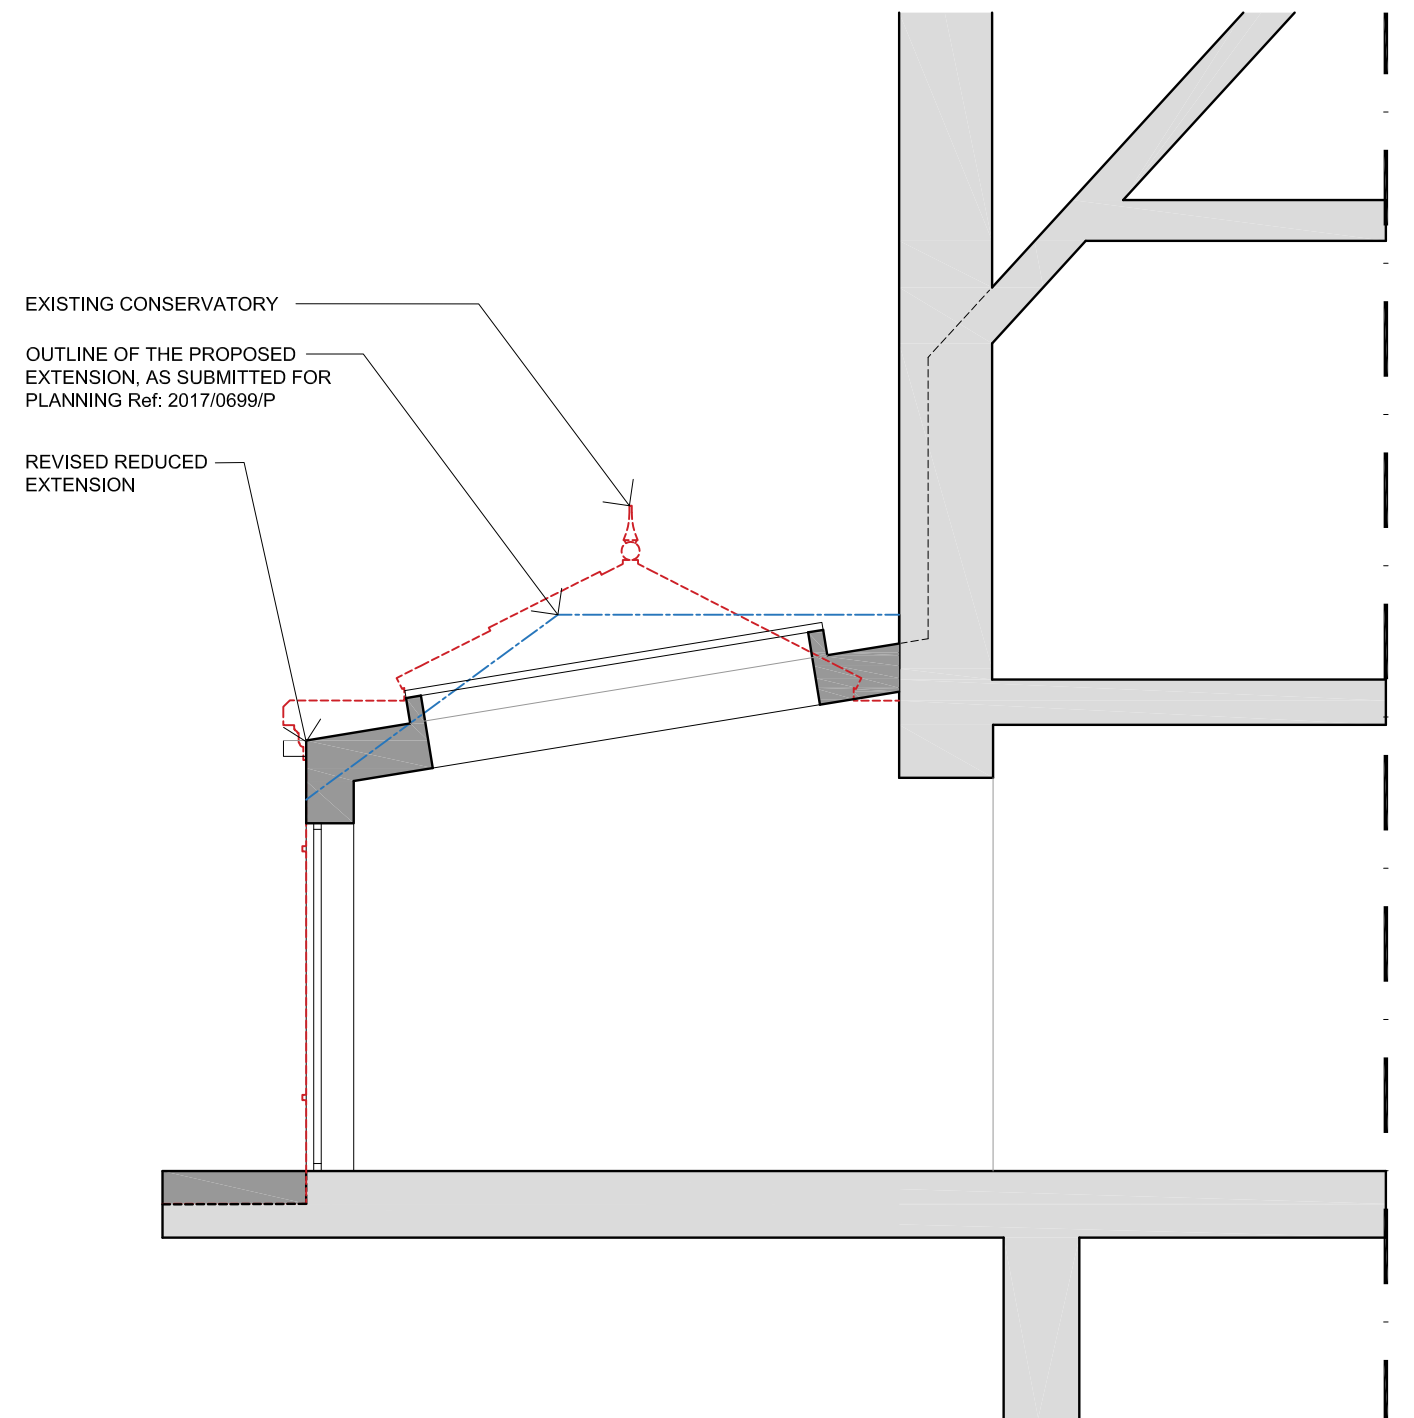 EXISTING CONSERVATORY
OUTLINE OF THE PROPOSED
EXTENSION, AS SUBMITTED FOR
PLANNING Ref: 2017/0699/P
REVISED REDUCED
EXTENSION